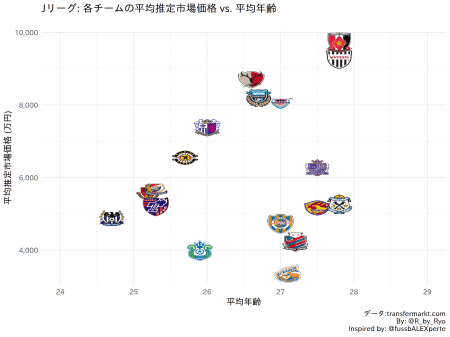 Jリーグ: 各チームの平均推定市場価格 vs. 平均年齢
平均推定市場価格 (万円)
10,000
8,000
6,000
4,000
24 25 26 27 28 29
平均年齢
データ:transfermarkt.com
By: @R_by_Ryo
Inspired by: @fussbALEXperte